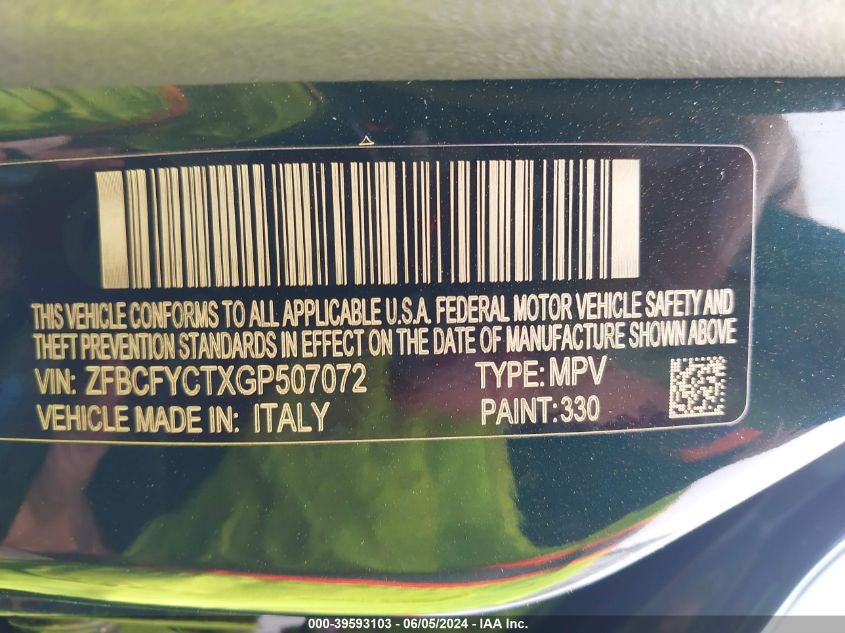 THIS VEHICLE CONFORMS TO ALL APPLICABLE U.S.A. FEDERAL MOTOR VEHICLE SAFETY AND
THEFT PREVENTION STANDARDS IN EFFECT ON THE DATE OF MANUFACTURE SHOWN ABOVE
VIN: ZFBCFYCTXGP507072 TYPE: MPV
VEHICLE MADE IN: ITALY PAINT: 330
000-39593103 - 06/05/2024 - IAA Inc.